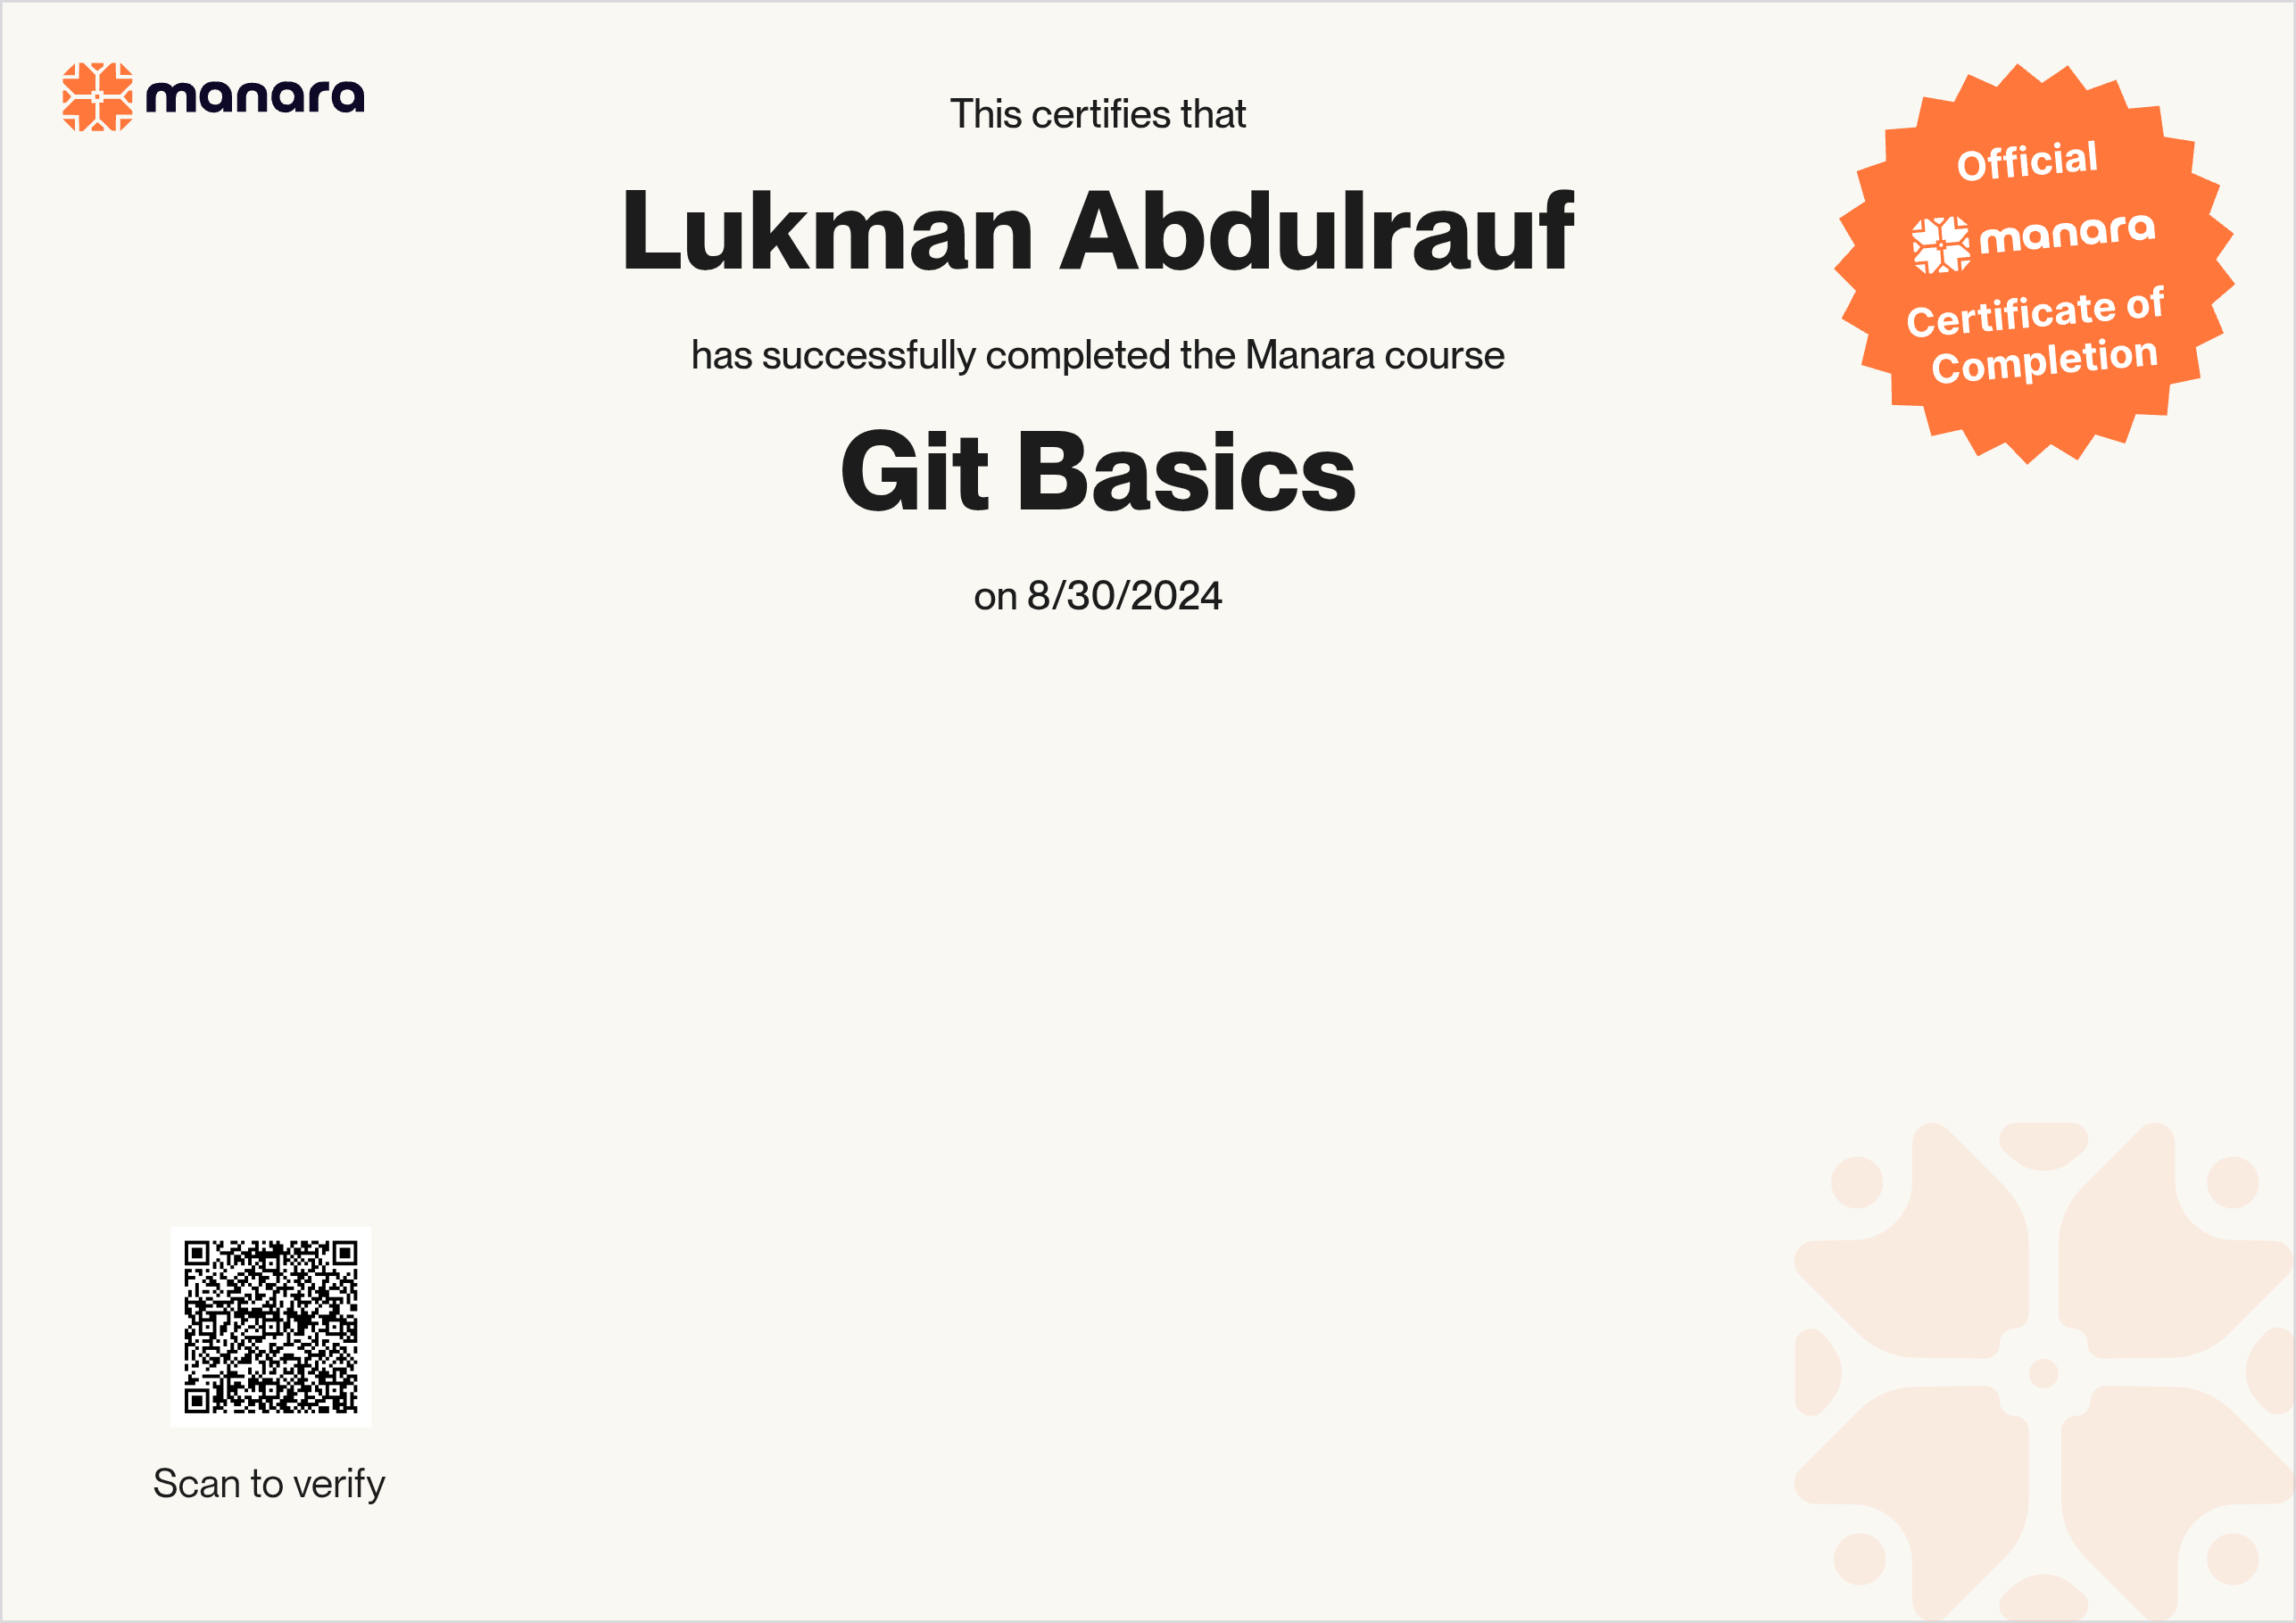 manara
This certifies that
Lukman Abdulrauf
has successfully completed the Manara course
Git Basics
on 8/30/2024
Official
manara
Certificate of
Completion
Scan to verify